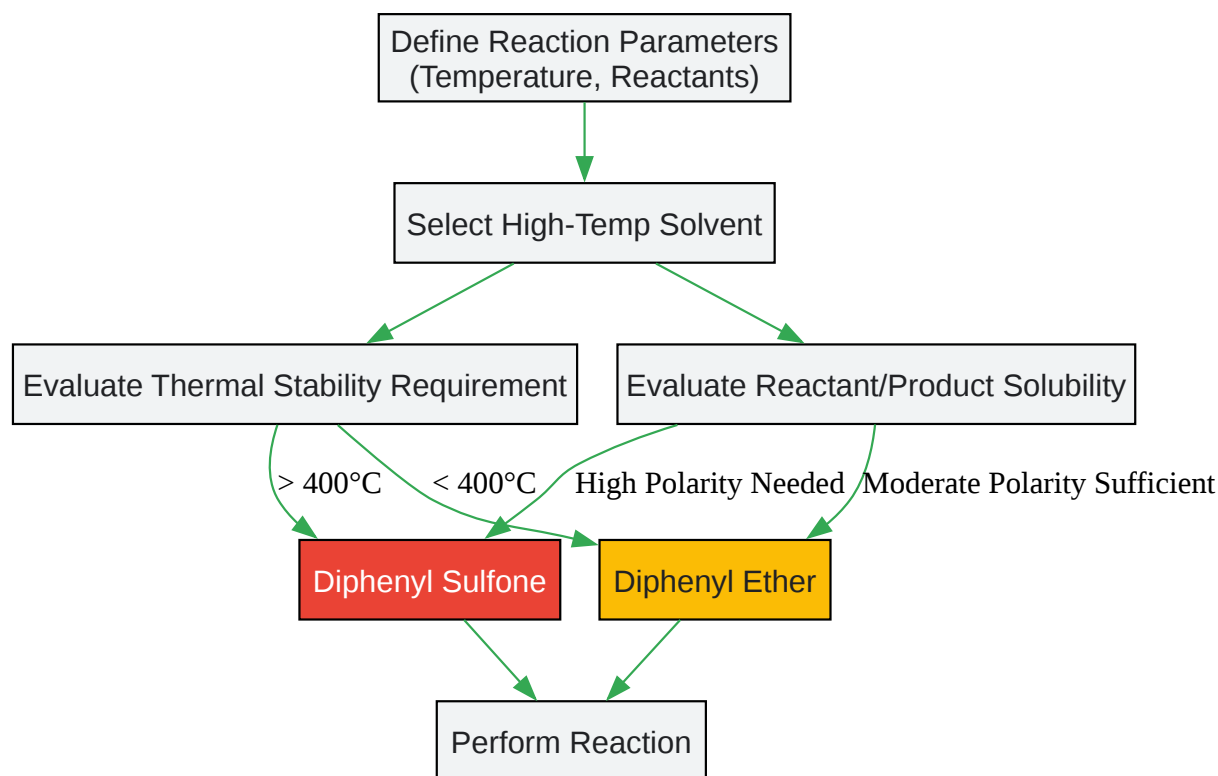 Define Reaction Parameters
(Temperature, Reactants)
Select High-Temp Solvent
Evaluate Thermal Stability Requirement
Evaluate Reactant/Product Solubility
> 400°C
< 400°C
High Polarity Needed
Moderate Polarity Sufficient
Diphenyl Sulfone
Diphenyl Ether
Perform Reaction